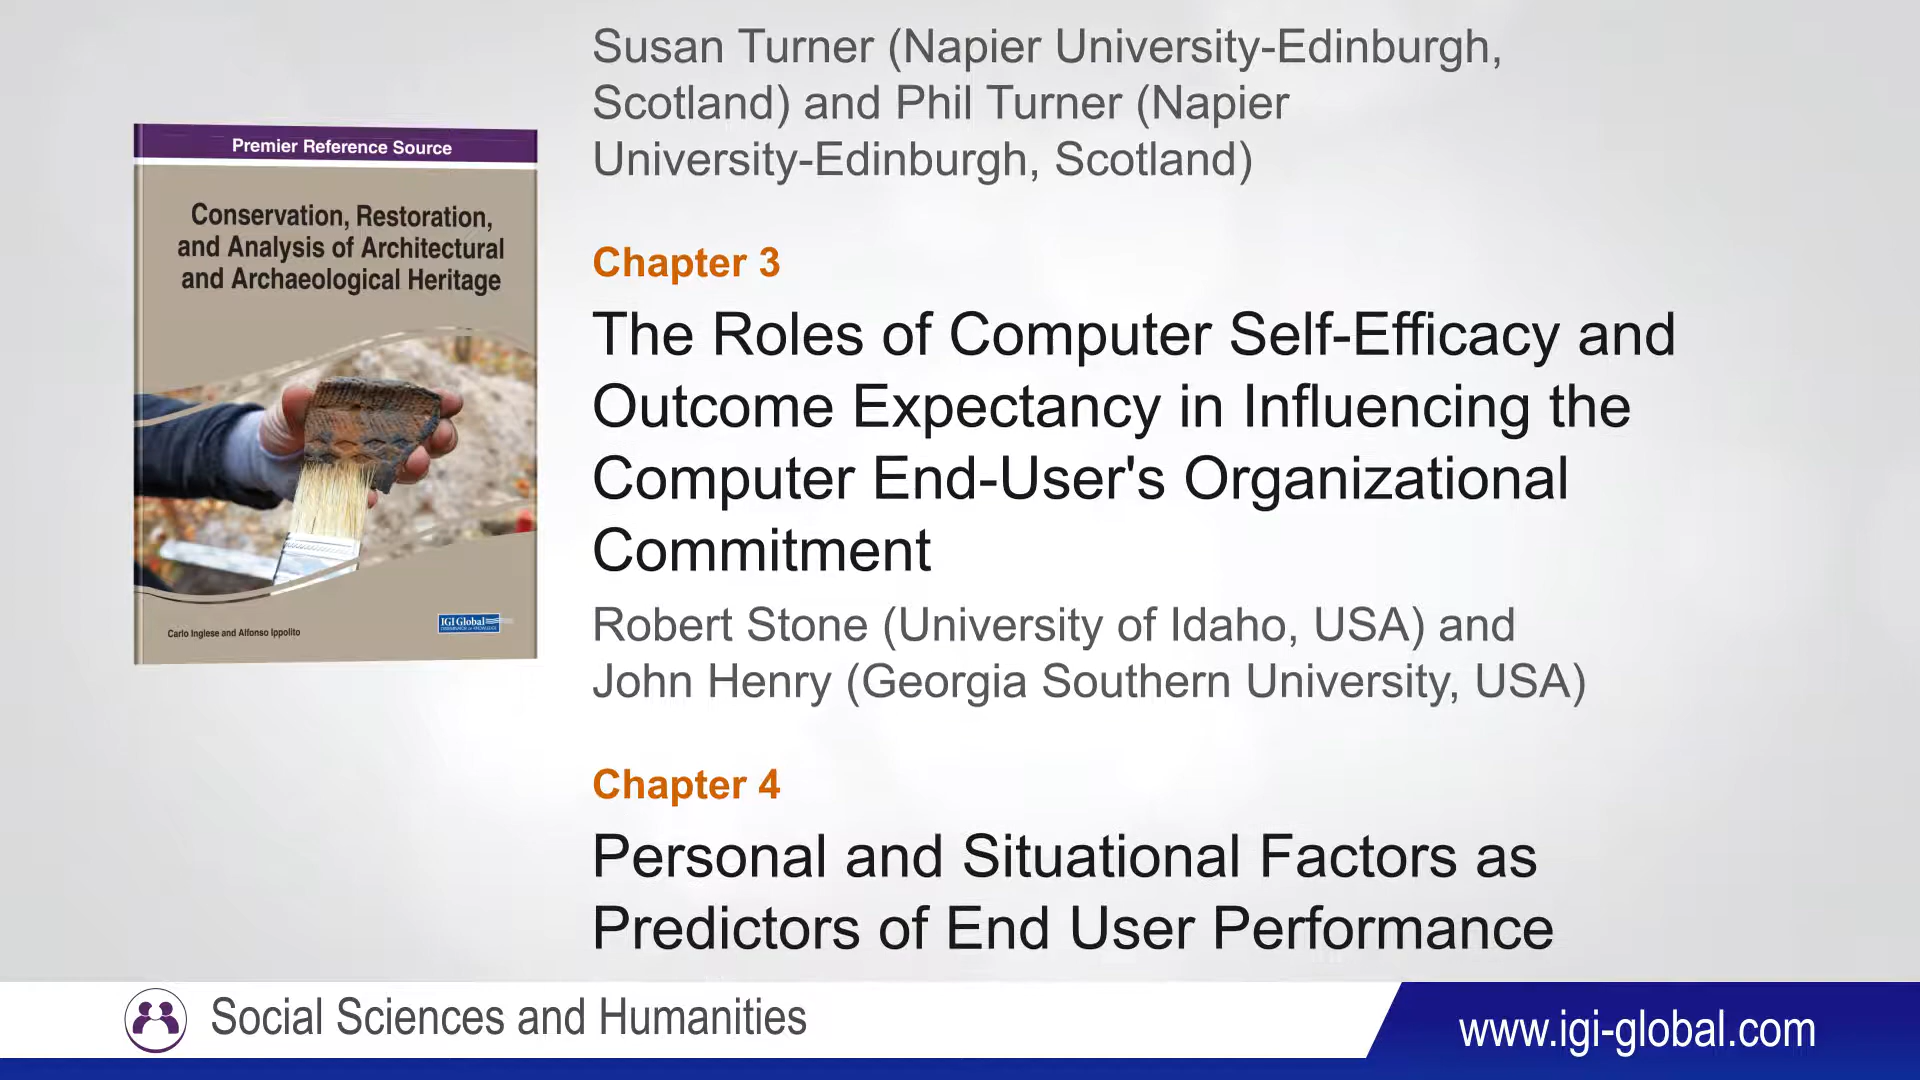 Susan Turner (Napier University-Edinburgh,
Scotland) and Phil Turner (Napier
University-Edinburgh, Scotland)
Premier Reference Source
Conservation, Restoration,
and Analysis of Architectural
and Archaeological Heritage
Carlo Inglese and Alfonso Ippolito
IGI Global
Chapter 3
The Roles of Computer Self-Efficacy and
Outcome Expectancy in Influencing the
Computer End-User's Organizational
Commitment
Robert Stone (University of Idaho, USA) and
John Henry (Georgia Southern University, USA)
Chapter 4
Personal and Situational Factors as
Predictors of End User Performance
Social Sciences and Humanities
www.igi-global.com